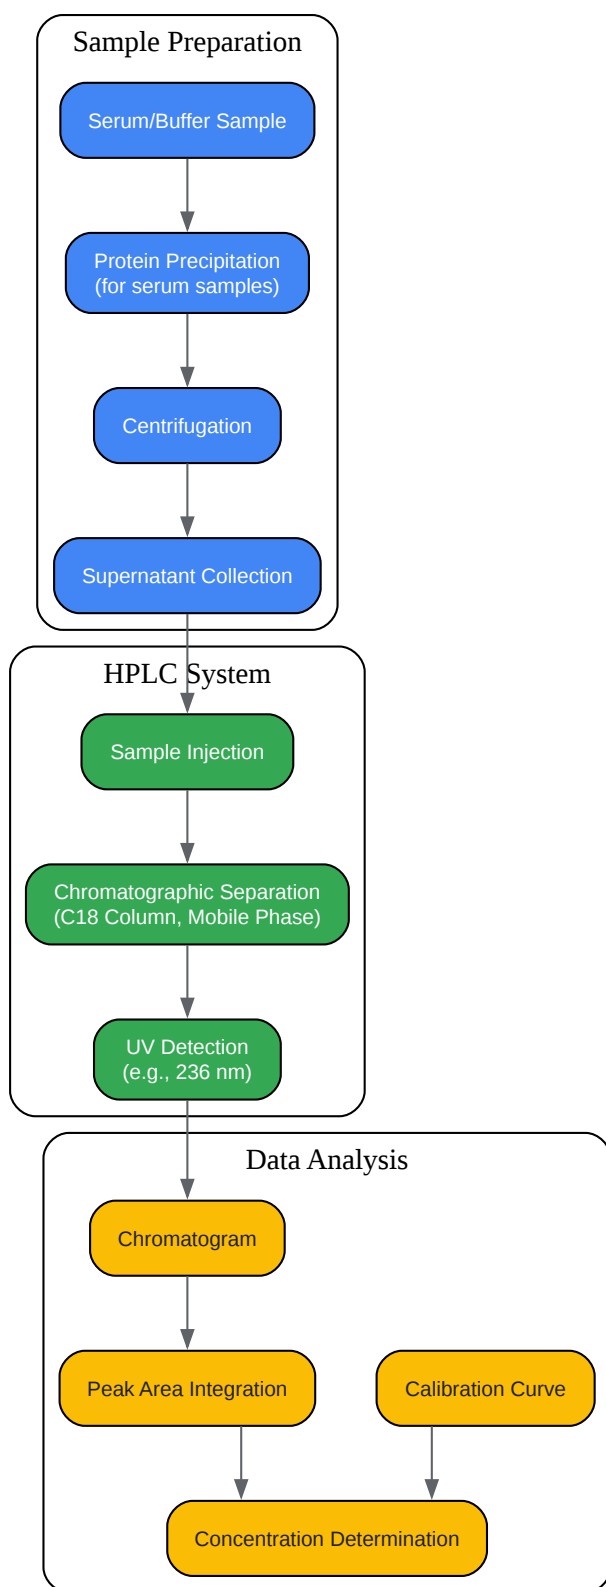 Sample Preparation
Serum/Buffer Sample
Protein Precipitation
(for serum samples)
Centrifugation
Supernatant Collection
HPLC System
Sample Injection
Chromatographic Separation
(C18 Column, Mobile Phase)
UV Detection
(e.g., 236 nm)
Data Analysis
Chromatogram
Peak Area Integration
Calibration Curve
Concentration Determination